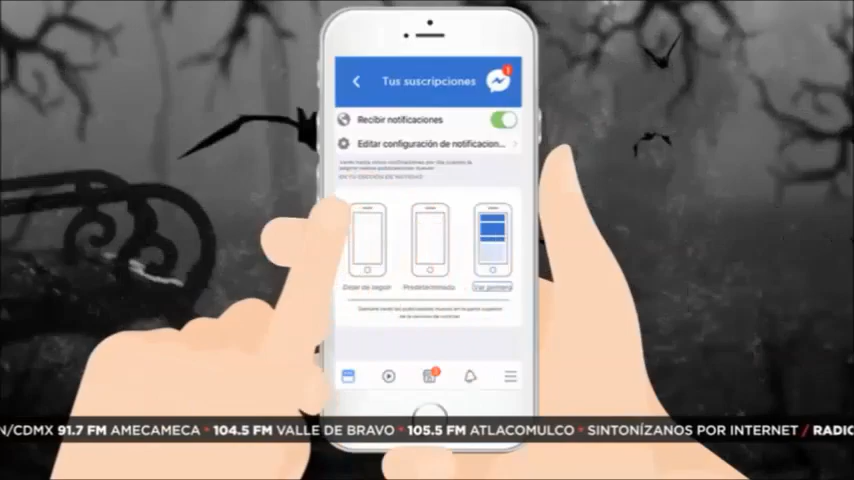 Tus suscripciones
1
Recibir notificaciones
Editar configuración de notificacion...
Dejar de seguir Predeterminado Ver primero
N/CDMX 91.7 FM AMECAMECA * 104.5 FM VALLE DE BRAVO * 105.5 FM ATLACOMULCO * SINTONÍZANOS POR INTERNET / RADIO